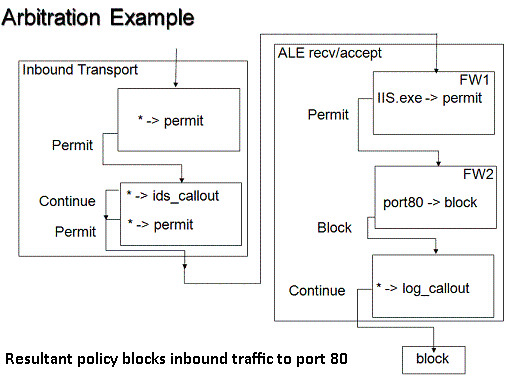 Arbitration Example
Inbound Transport
* -> permit
Permit
Continue
* -> ids_callout
Permit
* -> permit
ALE recv/accept
FW1
IIS.exe -> permit
Permit
FW2
port80 -> block
Block
Continue
* -> log_callout
block
Resultant policy blocks inbound traffic to port 80